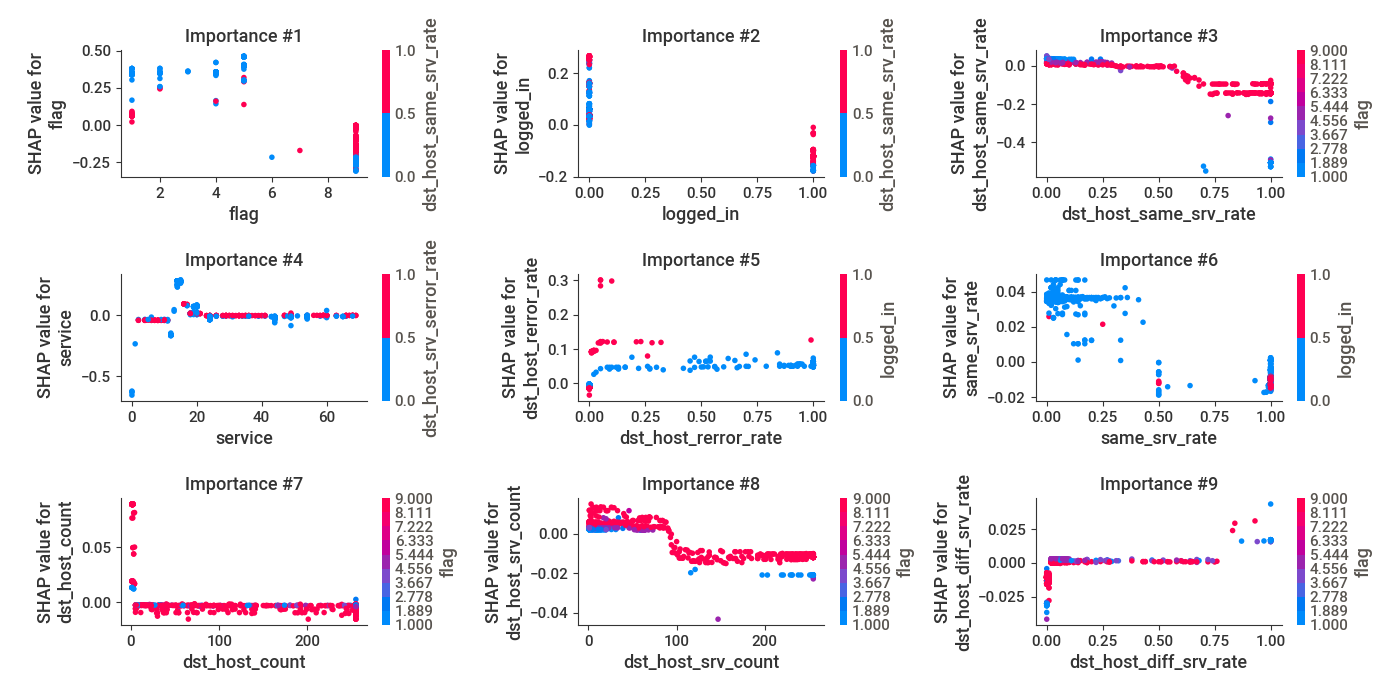 Importance #1
SHAP value for
flag
0.50
0.25
0.00
−0.25
2 4 6 8
flag
1.0
0.5
0.0
dst_host_same_srv_rate
Importance #2
SHAP value for
logged_in
0.2
0.0
−0.2
0.00 0.25 0.50 0.75 1.00
logged_in
1.0
0.5
0.0
dst_host_same_srv_rate
Importance #3
SHAP value for
dst_host_same_srv_rate
0.0
−0.2
−0.4
0.00 0.25 0.50 0.75 1.00
dst_host_same_srv_rate
9.000
8.111
7.222
6.333
5.444
4.556
3.667
2.778
1.889
1.000
flag
Importance #4
SHAP value for
service
0.0
−0.5
0 20 40 60
service
1.0
0.5
0.0
dst_host_srv_serror_rate
Importance #5
SHAP value for
dst_host_rerror_rate
0.3
0.2
0.1
0.0
0.00 0.25 0.50 0.75 1.00
dst_host_rerror_rate
1.0
0.5
0.0
logged_in
Importance #6
SHAP value for
same_srv_rate
0.04
0.02
0.00
−0.02
0.00 0.25 0.50 0.75 1.00
same_srv_rate
1.0
0.5
0.0
logged_in
Importance #7
SHAP value for
dst_host_count
0.05
0.00
0 100 200
dst_host_count
9.000
8.111
7.222
6.333
5.444
4.556
3.667
2.778
1.889
1.000
flag
Importance #8
SHAP value for
dst_host_srv_count
0.00
−0.02
−0.04
0 100 200
dst_host_srv_count
9.000
8.111
7.222
6.333
5.444
4.556
3.667
2.778
1.889
1.000
flag
Importance #9
SHAP value for
dst_host_diff_srv_rate
0.025
0.000
−0.025
0.00 0.25 0.50 0.75 1.00
dst_host_diff_srv_rate
9.000
8.111
7.222
6.333
5.444
4.556
3.667
2.778
1.889
1.000
flag